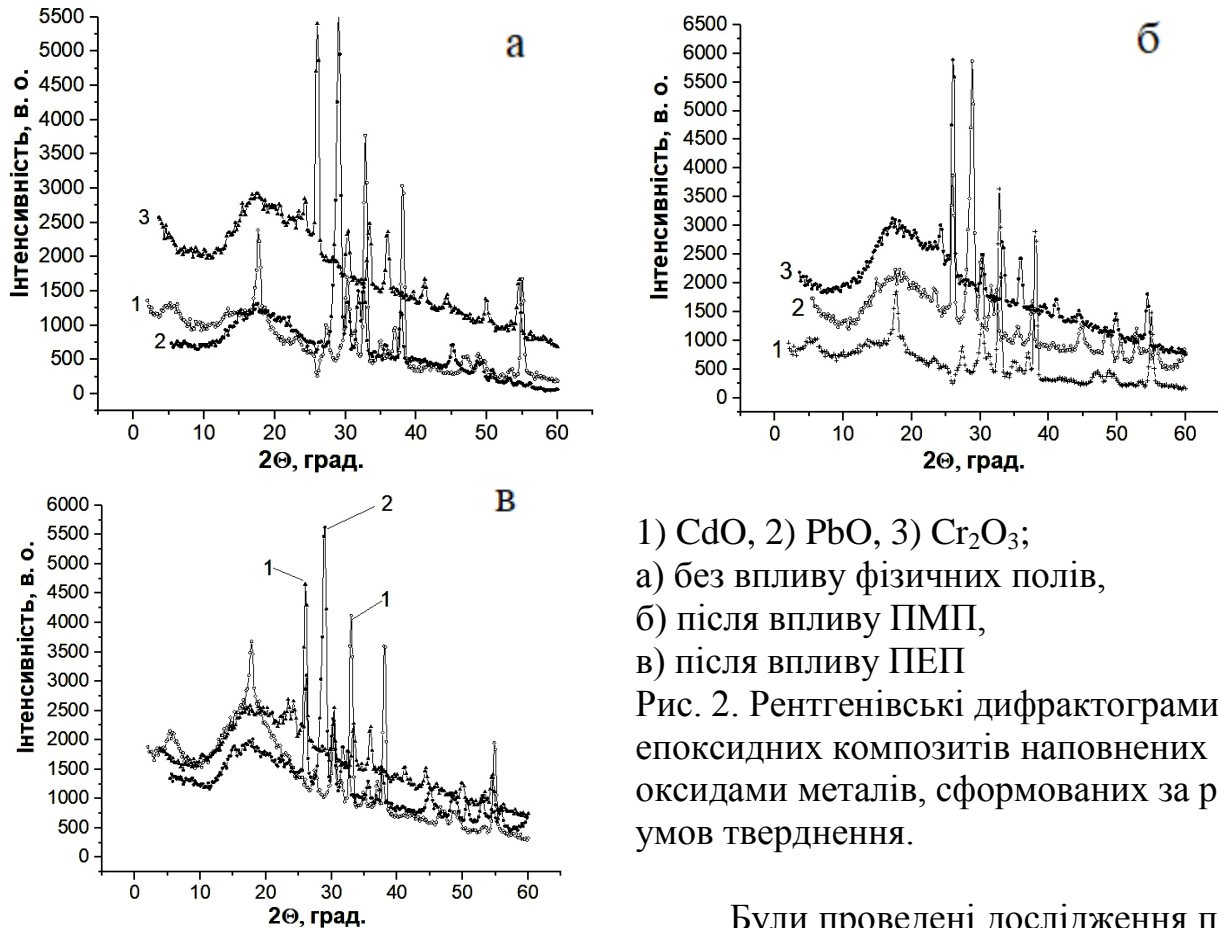 5500
5000
4500
4000
3500
3000
2500
2000
1500
1000
500
0
Інтенсивність, в. о.
а
3
1
2
0 10 20 30 40 50 60
2Θ, град.
6500
6000
5500
5000
4500
4000
3500
3000
2500
2000
1500
1000
500
0
Інтенсивність, в. о.
б
3
2
1
0 10 20 30 40 50 60
2Θ, град.
6000
5500
5000
4500
4000
3500
3000
2500
2000
1500
1000
500
0
Інтенсивність, в. о.
в
2
1
1
0 10 20 30 40 50 60
2Θ, град.
1) CdO, 2) PbO, 3) Cr₂O₃;
а) без впливу фізичних полів,
б) після впливу ПМП,
в) після впливу ПЕП
Рис. 2. Рентгенівські дифрактограми
епоксидних композитів наповнених
оксидами металів, сформованих за р
умов тверднення.
Були проведені дослідження п